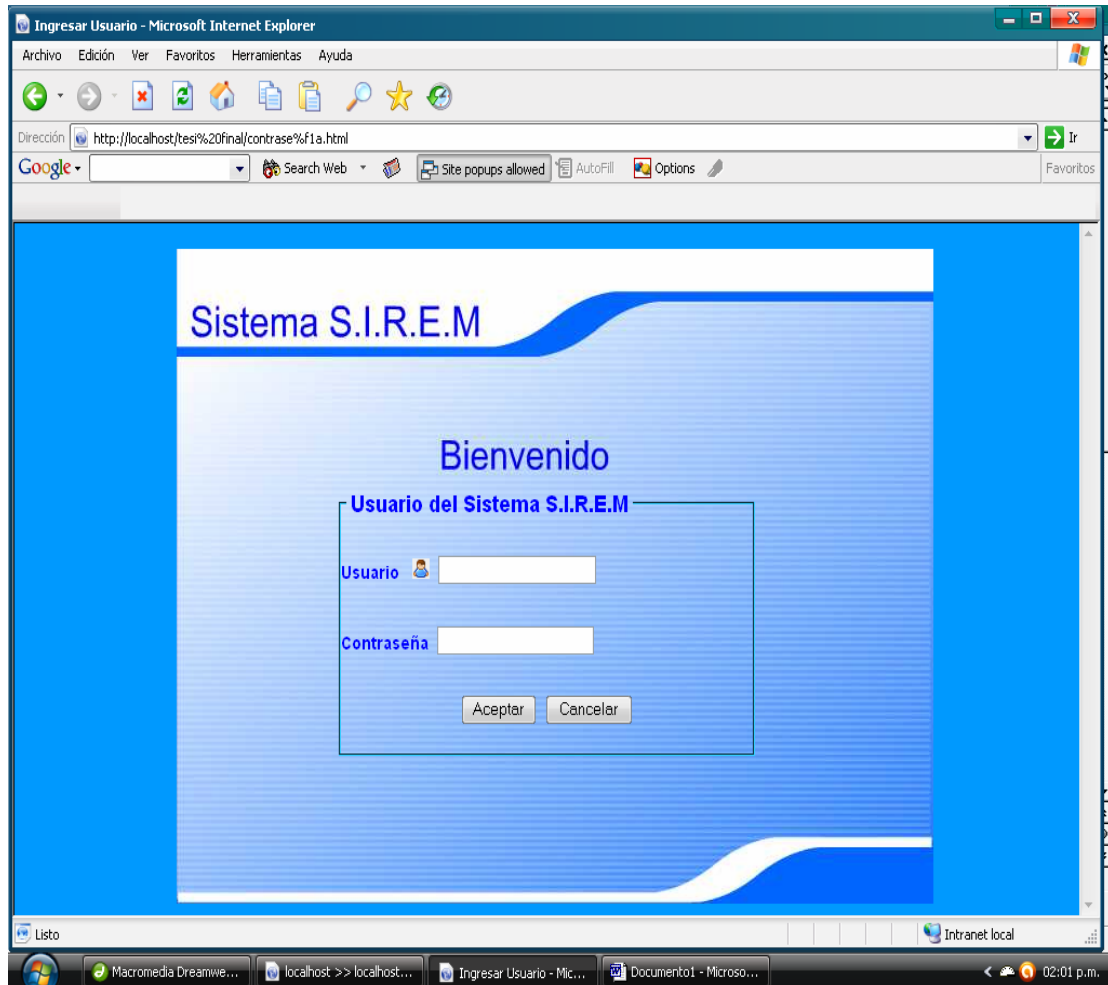 Ingresar Usuario - Microsoft Internet Explorer
Archivo Edición Ver Favoritos Herramientas Ayuda
Dirección http://localhost/tesi%20final/contrase%f1a.html Ir
Google Search Web Site popups allowed AutoFill Options Favoritos
Sistema S.I.R.E.M
Bienvenido
Usuario del Sistema S.I.R.E.M
Usuario
Contraseña
Aceptar Cancelar
Listo Intranet local
Macromedia Dreamwe... localhost >> localhost... Ingresar Usuario - Mic... Documento1 - Microso... 02:01 p.m.